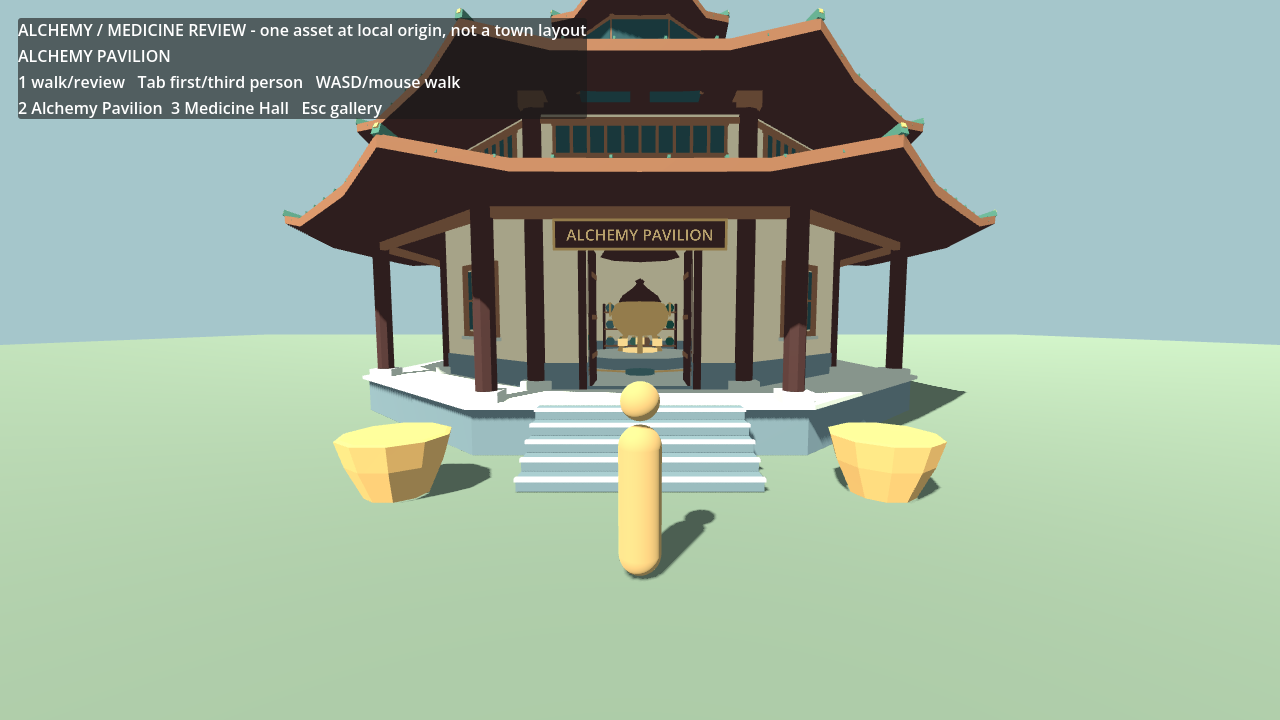 ALCHEMY / MEDICINE REVIEW - one asset at local origin, not a town layout
ALCHEMY PAVILION
1 walk/review   Tab first/third person   WASD/mouse walk
2 Alchemy Pavilion  3 Medicine Hall   Esc gallery
ALCHEMY PAVILION